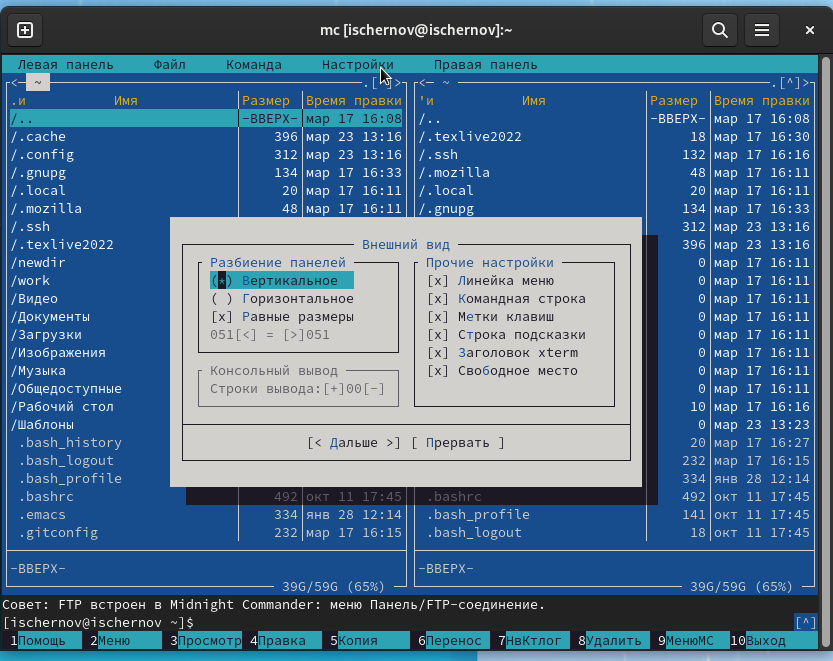 mc [ischernov@ischernov]:~
Левая панель Файл Команда Настройки Правая панель
<— ~ .[^]> <— ~ .[^]>
.и Имя Размер Время правки 'и Имя Размер Время правки
/.. -ВВЕРХ- мар 17 16:08 /.. -ВВЕРХ- мар 17 16:08
/.cache 396 мар 23 13:16 /.texlive2022 18 мар 17 16:30
/.config 312 мар 23 13:16 /.ssh 132 мар 17 16:16
/.gnupg 134 мар 17 16:33 /.mozilla 48 мар 17 16:11
/.local 20 мар 17 16:11 /.local 20 мар 17 16:11
/.mozilla 48 мар 17 16:11 /.gnupg 134 мар 17 16:33
/.ssh 312 мар 23 13:16
/.texlive2022 Внешний вид 396 мар 23 13:16
/newdir Разбиение панелей Прочие настройки 0 мар 17 16:11
/work (*) Вертикальное [x] Линейка меню 0 мар 17 16:11
/Видео ( ) Горизонтальное [x] Командная строка 0 мар 17 16:11
/Документы [x] Равные размеры [x] Метки клавиш 0 мар 17 16:11
/Загрузки 051[<] = [>]051 [x] Строка подсказки 0 мар 17 16:11
/Изображения [x] Заголовок xterm 0 мар 17 16:11
/Музыка Консольный вывод [x] Свободное место 0 мар 17 16:11
/Общедоступные Строки вывода:[+]00[-] 0 мар 17 16:11
/Рабочий стол 10 мар 17 16:16
/Шаблоны 0 мар 23 13:23
.bash_history [< Дальше >] [ Прервать ] 20 мар 17 16:27
.bash_logout 232 мар 17 16:15
.bash_profile 334 янв 28 12:14
.bashrc 492 окт 11 17:45 .bashrc 492 окт 11 17:45
.emacs 334 янв 28 12:14 .bash_profile 141 окт 11 17:45
.gitconfig 232 мар 17 16:15 .bash_logout 18 окт 11 17:45
-ВВЕРХ- -ВВЕРХ-
39G/59G (65%) 39G/59G (65%)
Совет: FTP встроен в Midnight Commander: меню Панель/FTP-соединение.
[ischernov@ischernov ~]$ [^]
1Помощь 2Меню 3Просмотр 4Правка 5Копия 6Перенос 7НвКтлог 8Удалить 9МенюMC 10Выход